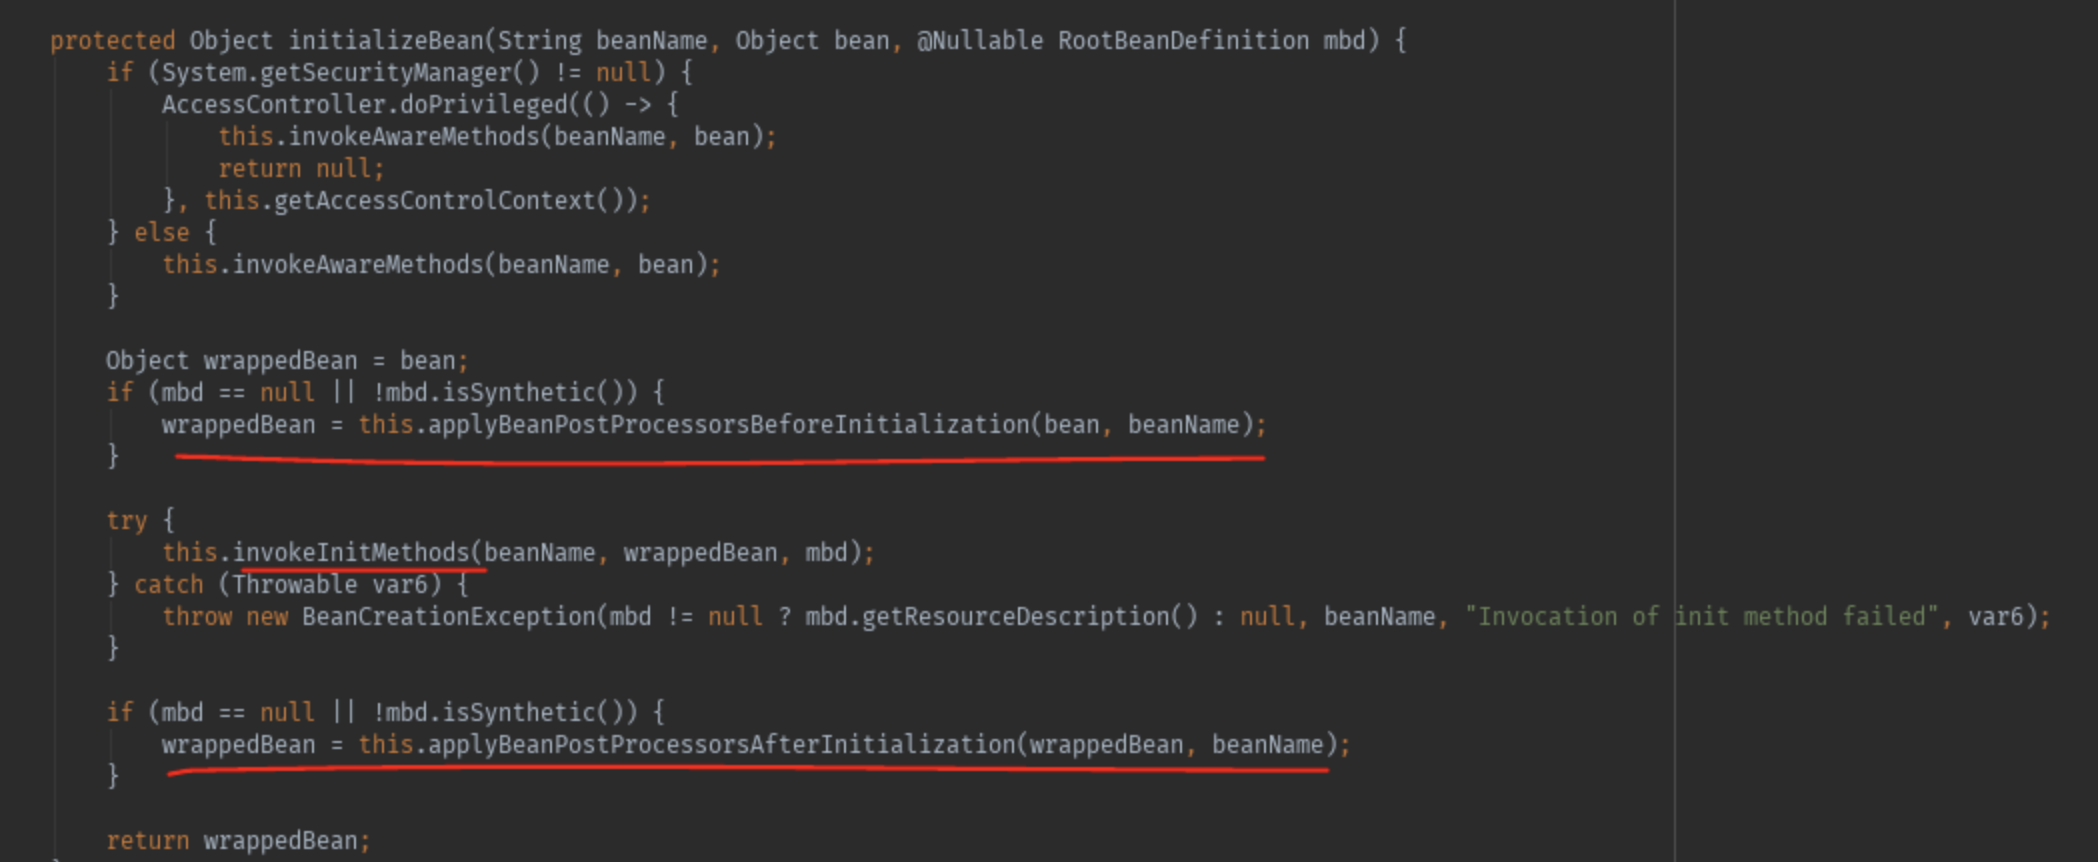 protected Object initializeBean(String beanName, Object bean, @Nullable RootBeanDefinition mbd) {
    if (System.getSecurityManager() != null) {
        AccessController.doPrivileged(() -> {
            this.invokeAwareMethods(beanName, bean);
            return null;
        }, this.getAccessControlContext());
    } else {
        this.invokeAwareMethods(beanName, bean);
    }

    Object wrappedBean = bean;
    if (mbd == null || !mbd.isSynthetic()) {
        wrappedBean = this.applyBeanPostProcessorsBeforeInitialization(bean, beanName);
    }

    try {
        this.invokeInitMethods(beanName, wrappedBean, mbd);
    } catch (Throwable var6) {
        throw new BeanCreationException(mbd != null ? mbd.getResourceDescription() : null, beanName, "Invocation of init method failed", var6);
    }

    if (mbd == null || !mbd.isSynthetic()) {
        wrappedBean = this.applyBeanPostProcessorsAfterInitialization(wrappedBean, beanName);
    }

    return wrappedBean;